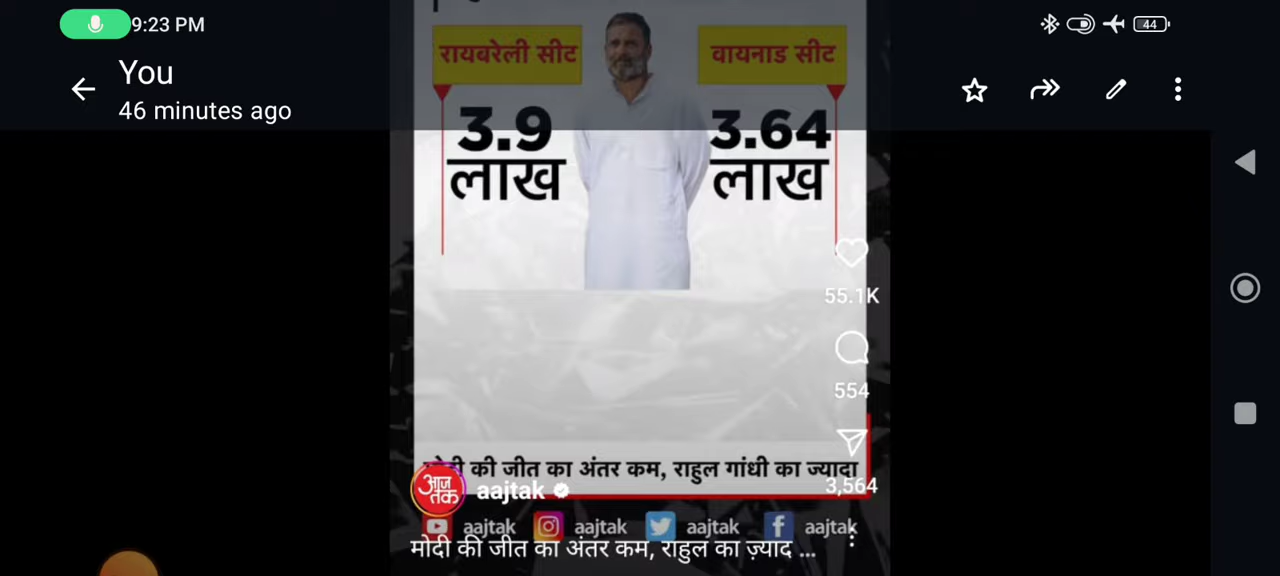 9:23 PM
44
You
46 minutes ago
रायबरेली सीट
वायनाड सीट
3.9
लाख
3.64
लाख
55.1K
554
की जीत का अंतर कम, राहुल गांधी का ज्यादा
3,564
आज तक
aajtak
aajtak aajtak aajtak aajtak
मोदी की जीत का अंतर कम, राहुल का ज़्याद ...